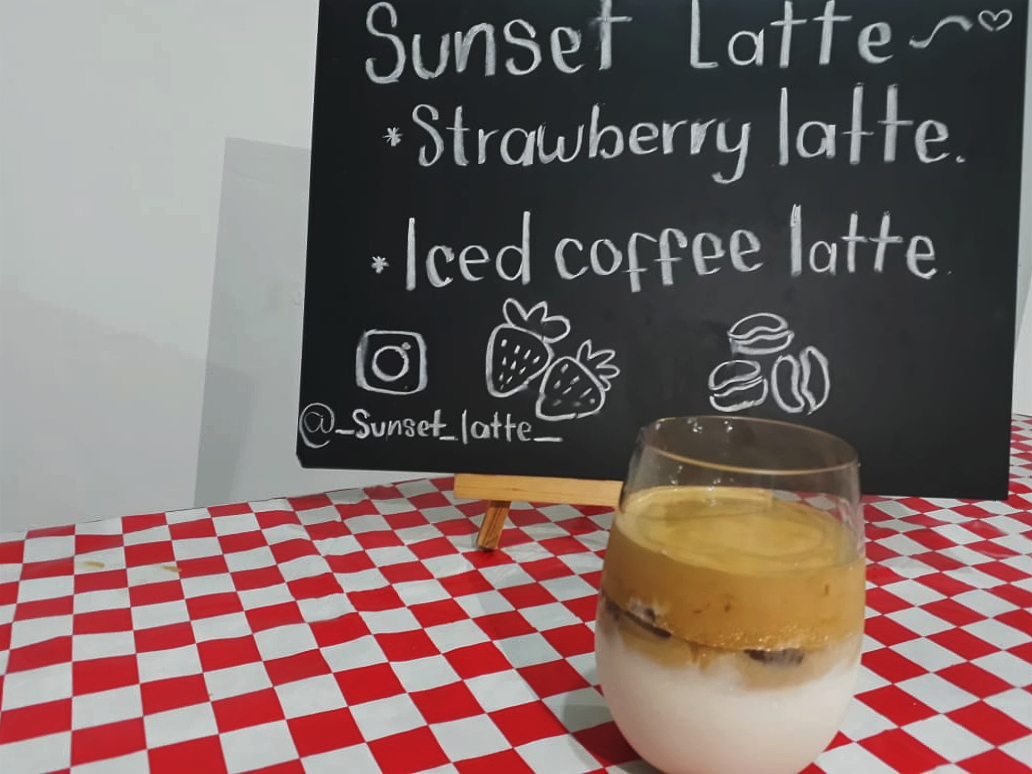 Sunset Latte
* Strawberry latte.
* Iced coffee latte.
@_Sunset_latte_